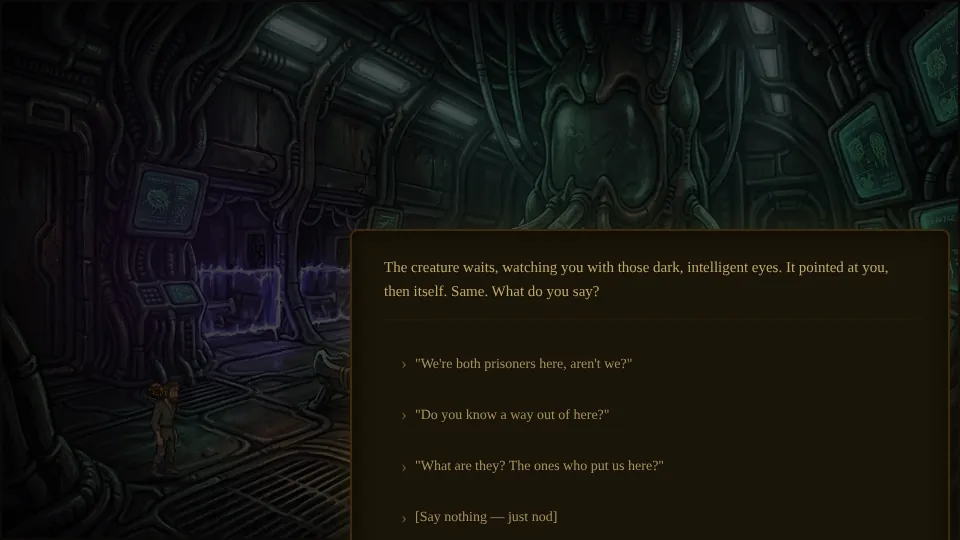 The creature waits, watching you with those dark, intelligent eyes. It pointed at you,
then itself. Same. What do you say?
› "We're both prisoners here, aren't we?"
› "Do you know a way out of here?"
› "What are they? The ones who put us here?"
› [Say nothing — just nod]